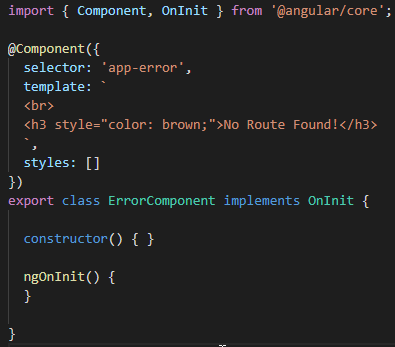 import { Component, OnInit } from '@angular/core';
@Component({
selector: 'app-error',
template: `
<br>
<h3 style="color: brown;">No Route Found!</h3>
`,
styles: []
})
export class ErrorComponent implements OnInit {
constructor() { }
ngOnInit() {
}
}